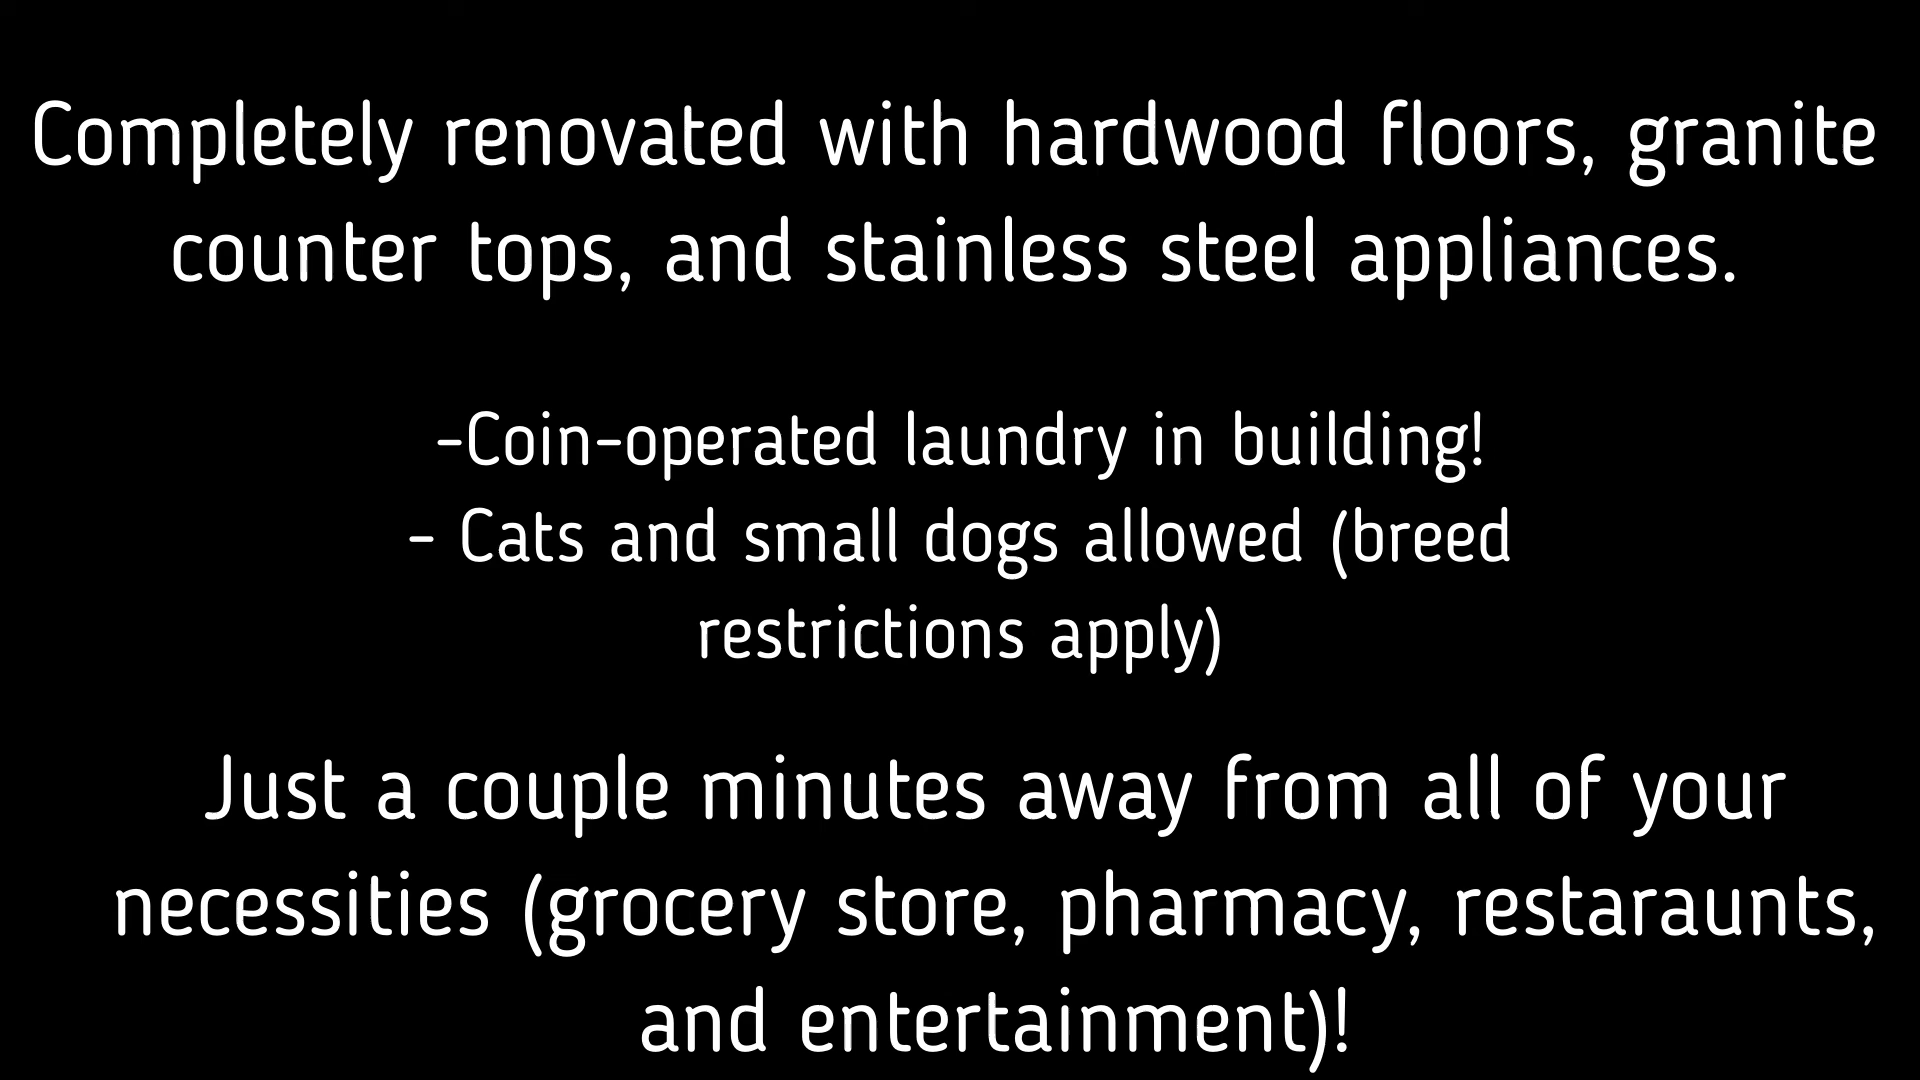 Completely renovated with hardwood floors, granite
counter tops, and stainless steel appliances.
-Coin-operated laundry in building!
- Cats and small dogs allowed (breed
restrictions apply)
Just a couple minutes away from all of your
necessities (grocery store, pharmacy, restaraunts,
and entertainment)!